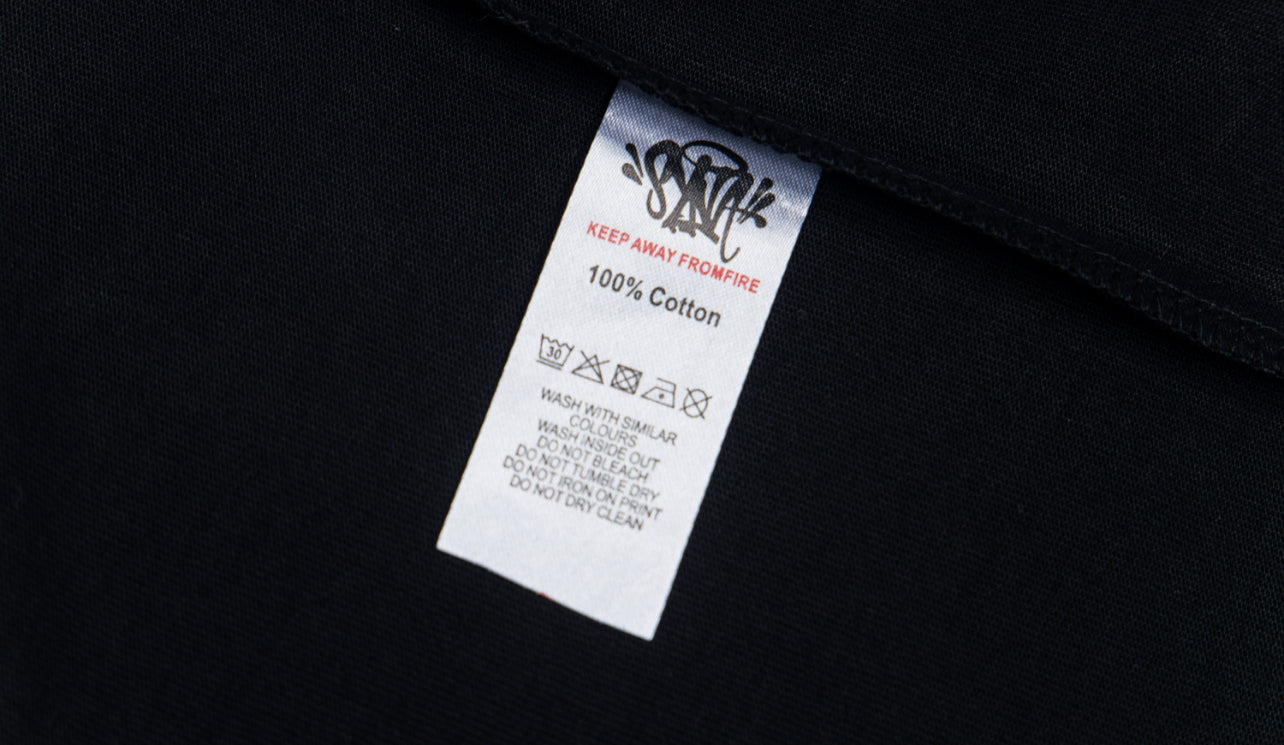 SYNA
KEEP AWAY FROMFIRE
100% Cotton
30
WASH WITH SIMILAR
COLOURS
WASH INSIDE OUT
DO NOT BLEACH
DO NOT TUMBLE DRY
DO NOT IRON ON PRINT
DO NOT DRY CLEAN